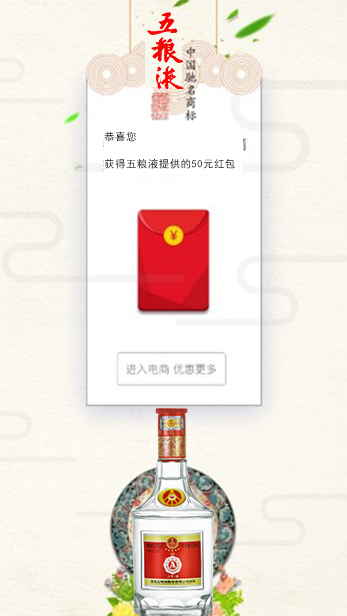 五粮液
中国驰名商标
恭喜您
获得五粮液提供的50元红包
¥
进入电商 优惠更多